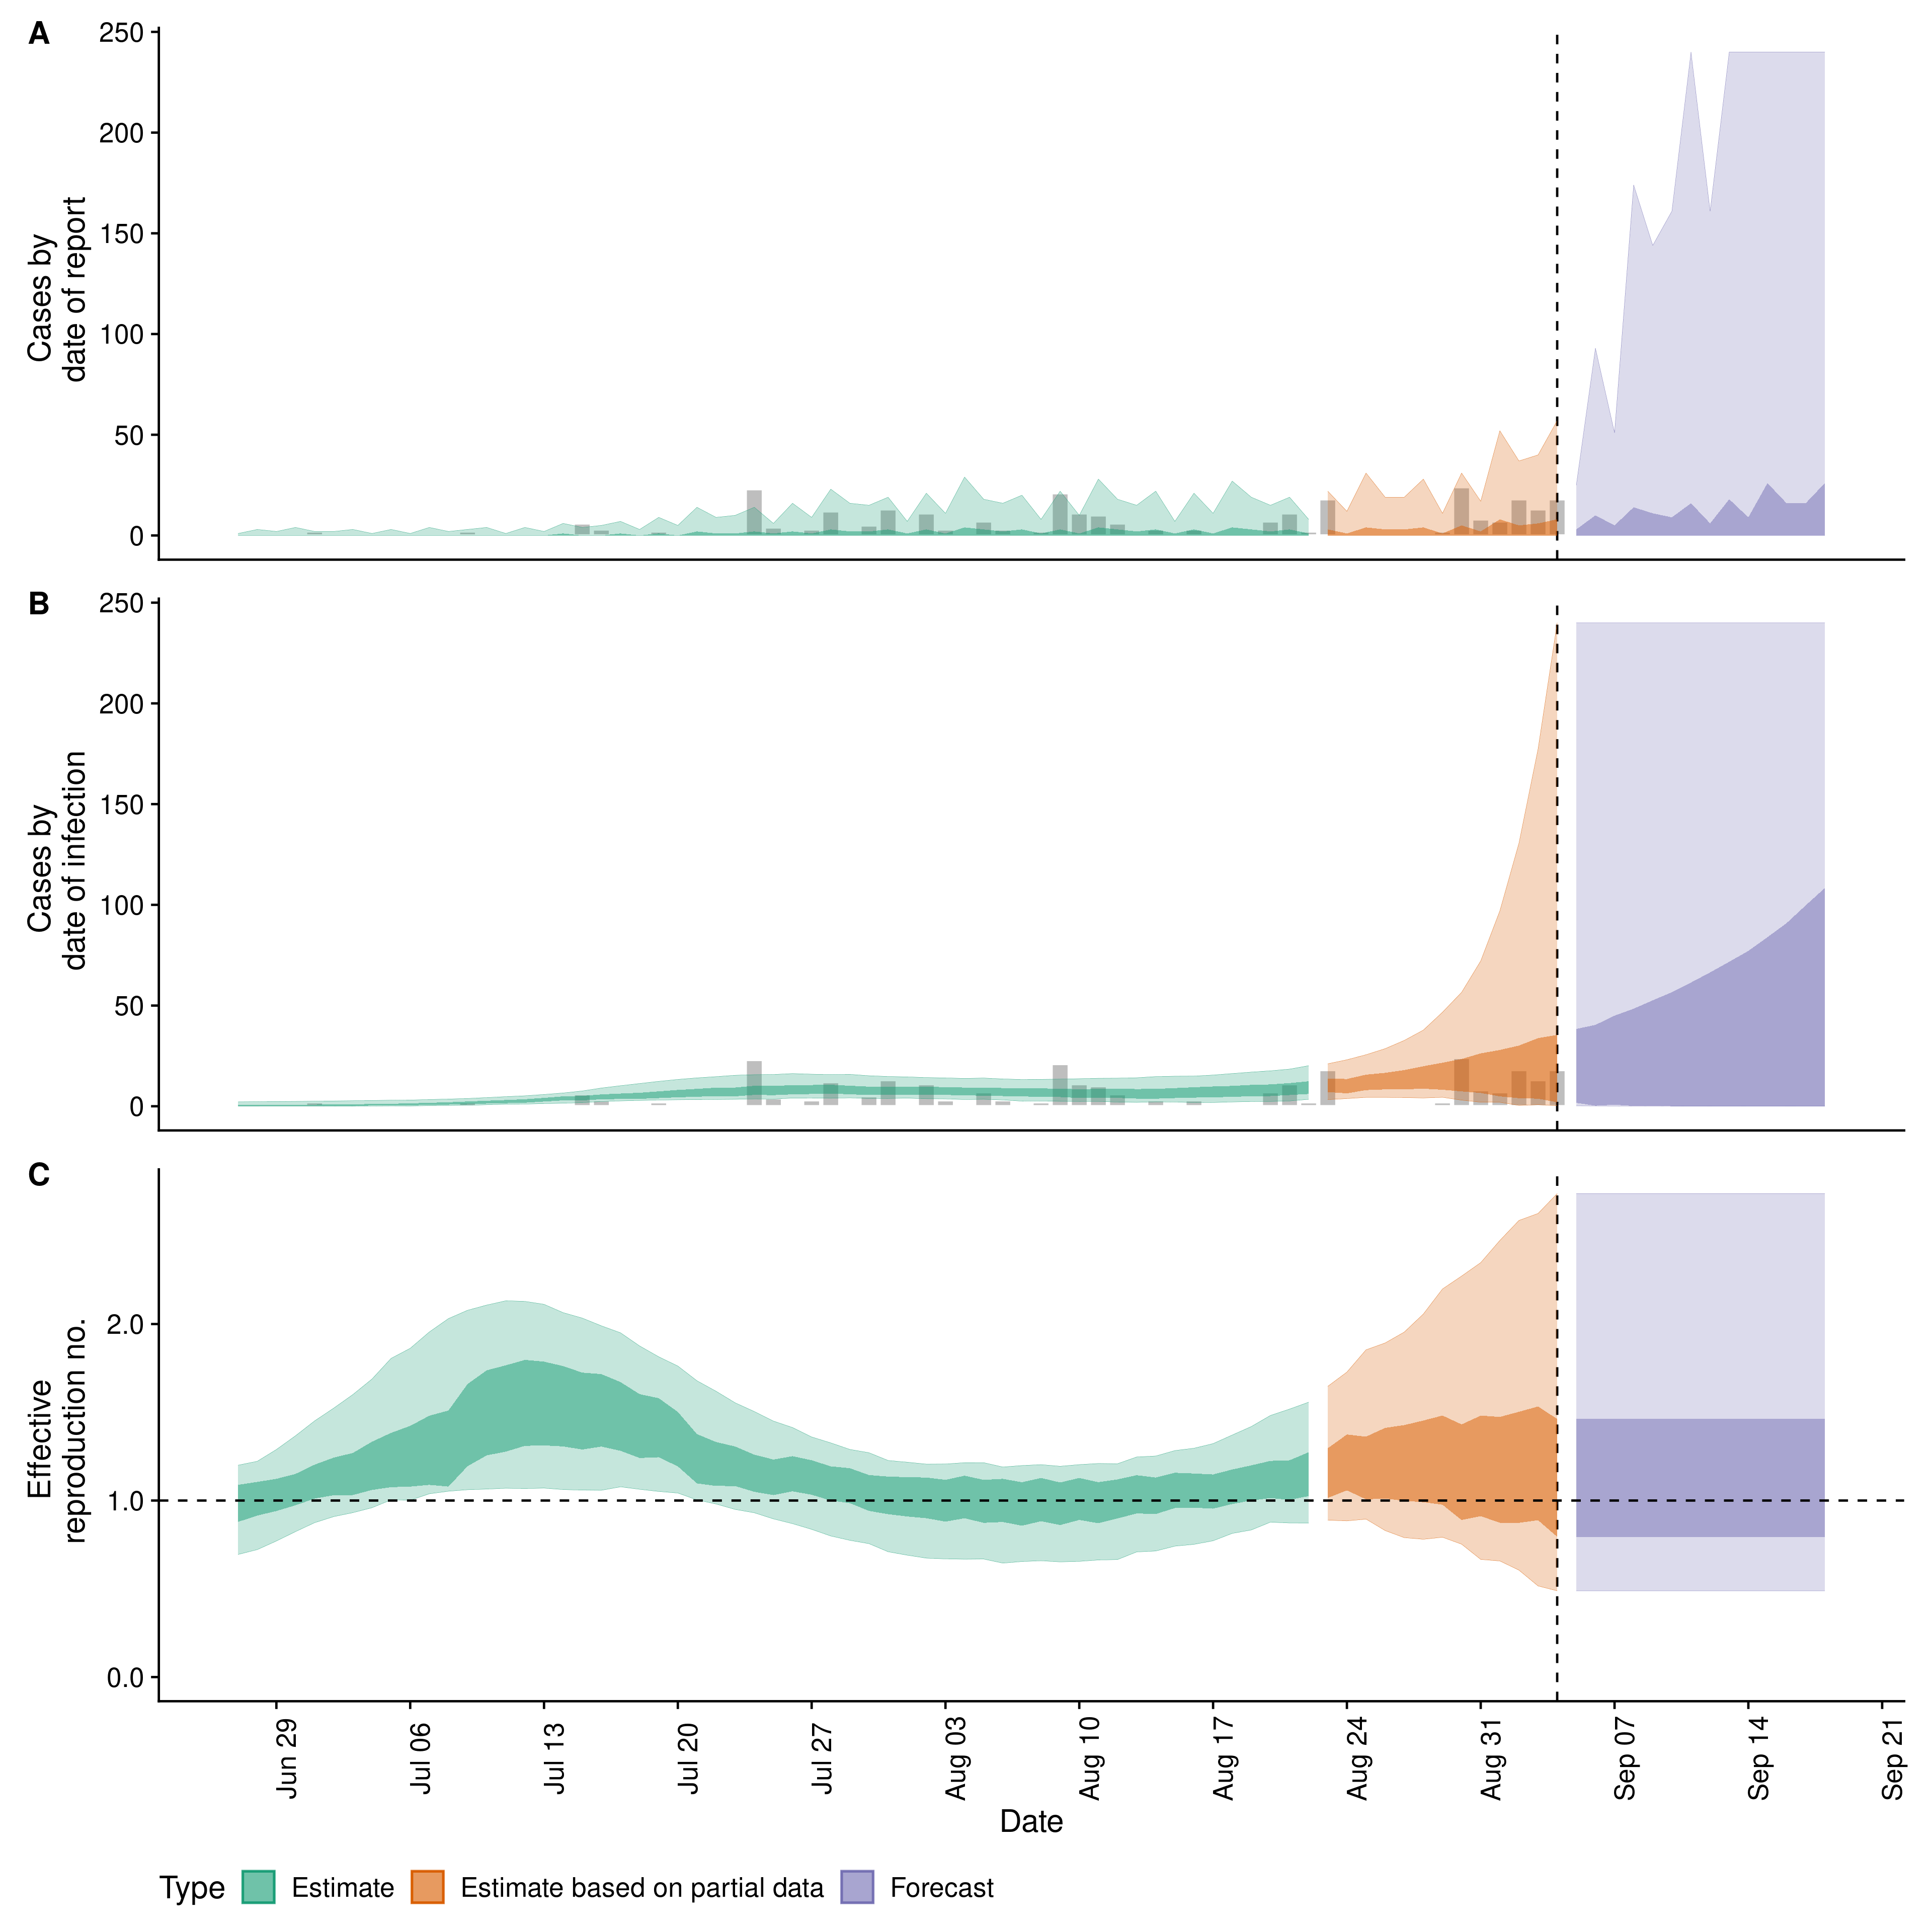 A
250
200
150
100
50
0
Cases by
date of report
B
250
200
150
100
50
0
Cases by
date of infection
C
2.0
1.0
0.0
Effective
reproduction no.
Jun 29
Jul 06
Jul 13
Jul 20
Jul 27
Aug 03
Aug 10
Aug 17
Aug 24
Aug 31
Sep 07
Sep 14
Sep 21
Date
Type Estimate Estimate based on partial data Forecast